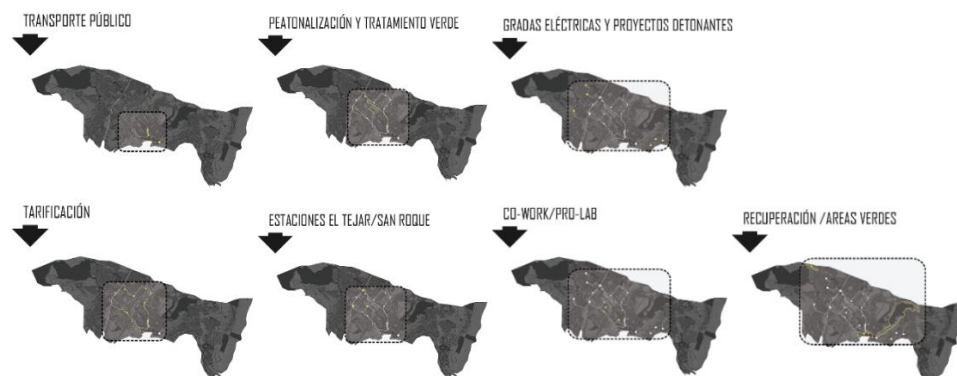 TRANSPORTE PÚBLICO
PEATONALIZACIÓN Y TRATAMIENTO VERDE
GRADAS ELÉCTRICAS Y PROYECTOS DETONANTES
TARIFICACIÓN
ESTACIONES EL TEJAR/SAN ROQUE
CO-WORK/PRO-LAB
RECUPERACIÓN /AREAS VERDES